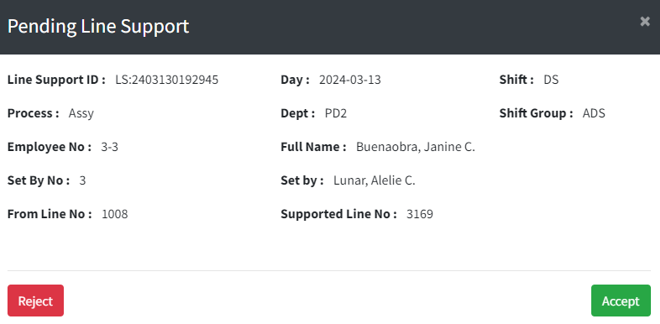 Pending Line Support ×
Line Support ID : LS:2403130192945 Day : 2024-03-13 Shift : DS
Process : Assy Dept : PD2 Shift Group : ADS
Employee No : 3-3 Full Name : Buenaobra, Janine C.
Set By No : 3 Set by : Lunar, Alelie C.
From Line No : 1008 Supported Line No : 3169
Reject Accept